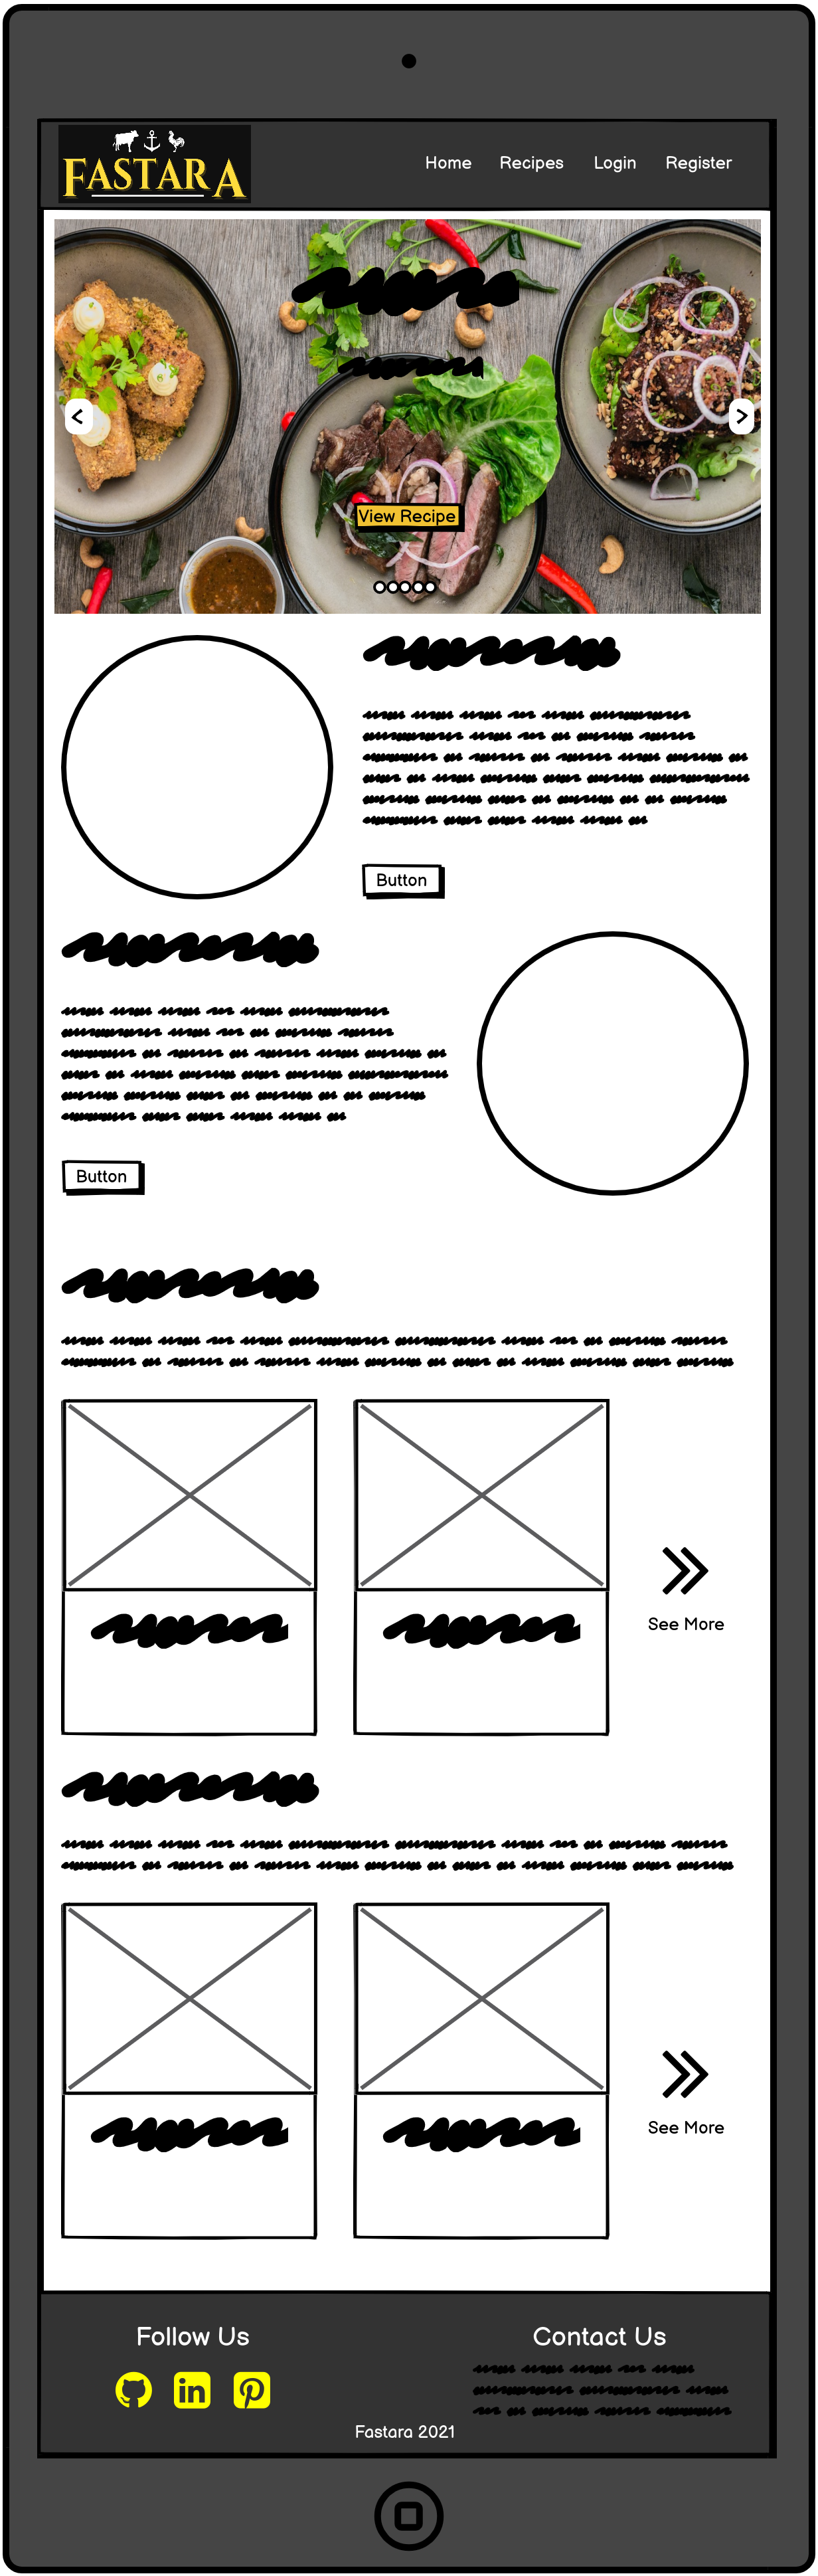 FASTARA
Home Recipes Login Register
View Recipe
Button
Button
See More
See More
Follow Us Contact Us
Fastara 2021